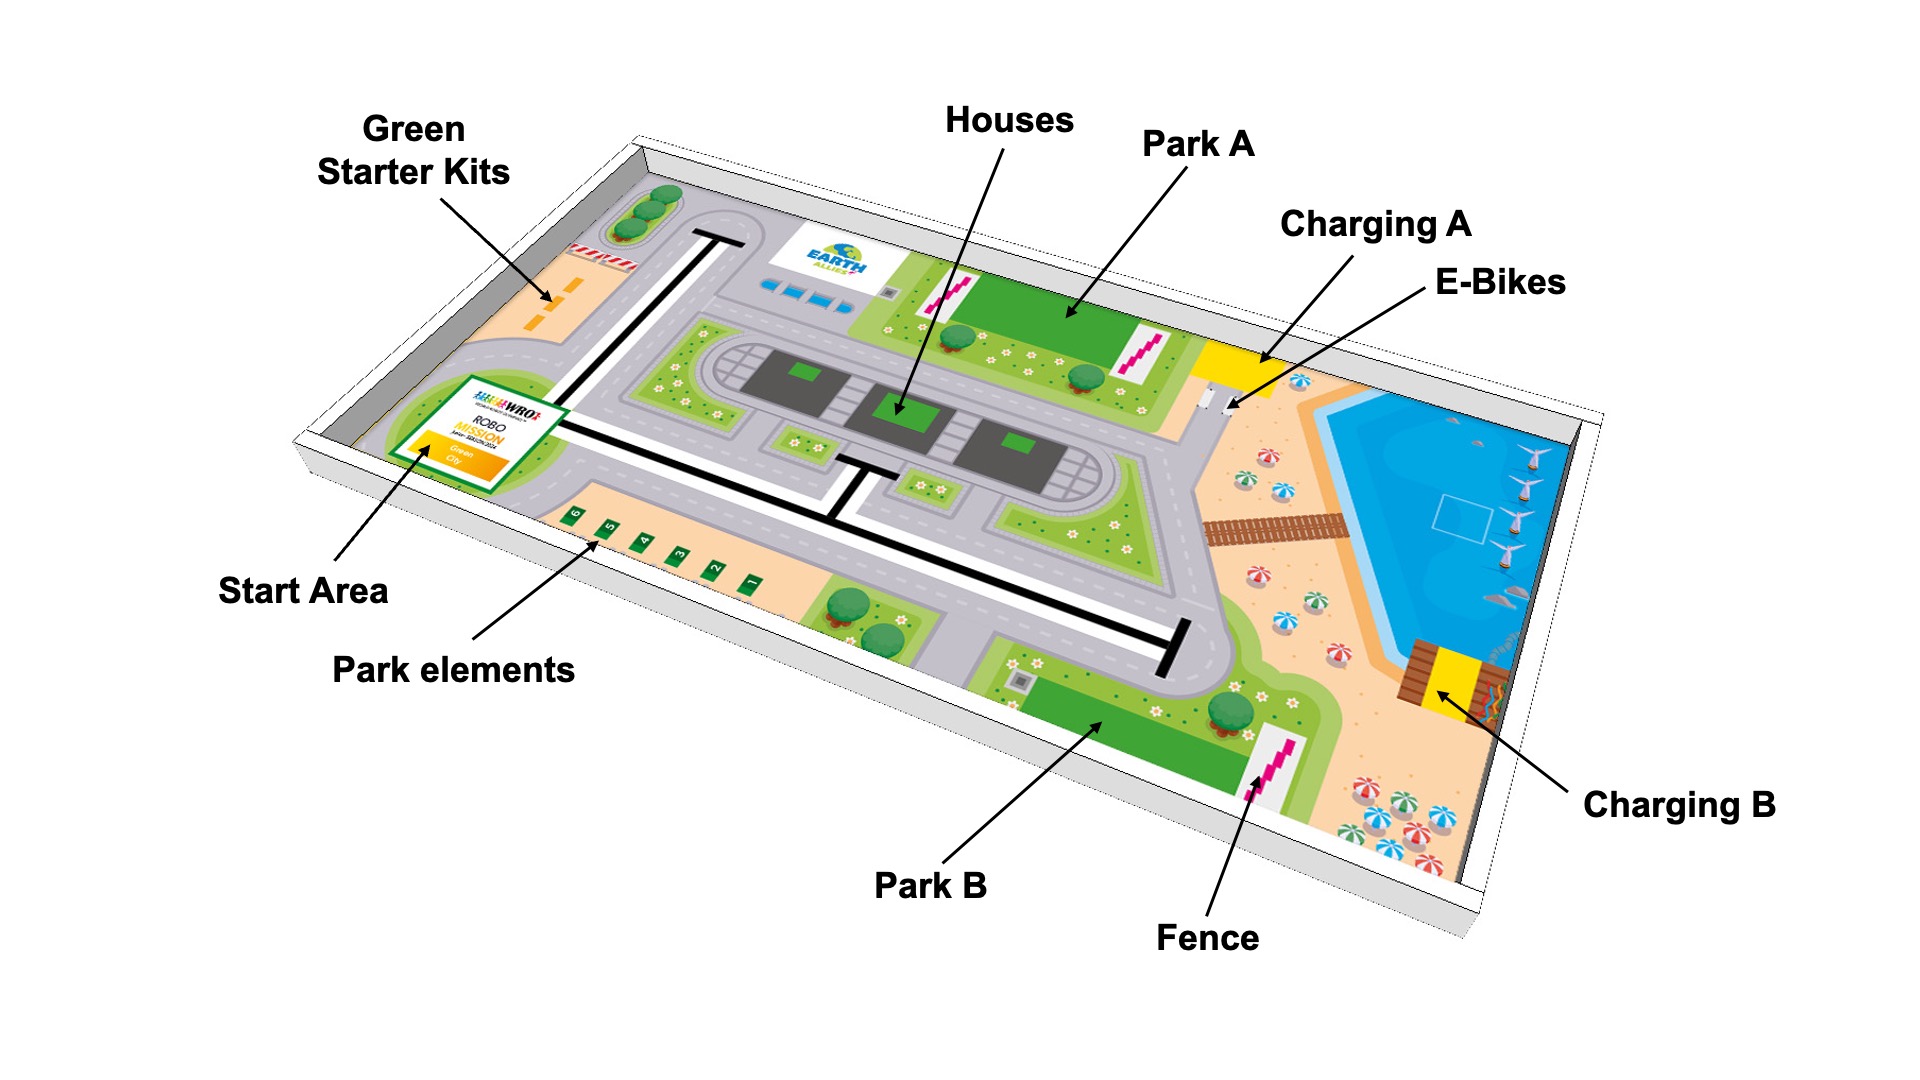 Green
Starter Kits
Houses
Park A
Charging A
E-Bikes
EARTH
ALLIES
WRO
ROBO
MISSION
Green
City
Start Area
6
5
4
3
2
1
Park elements
Park B
Fence
Charging B